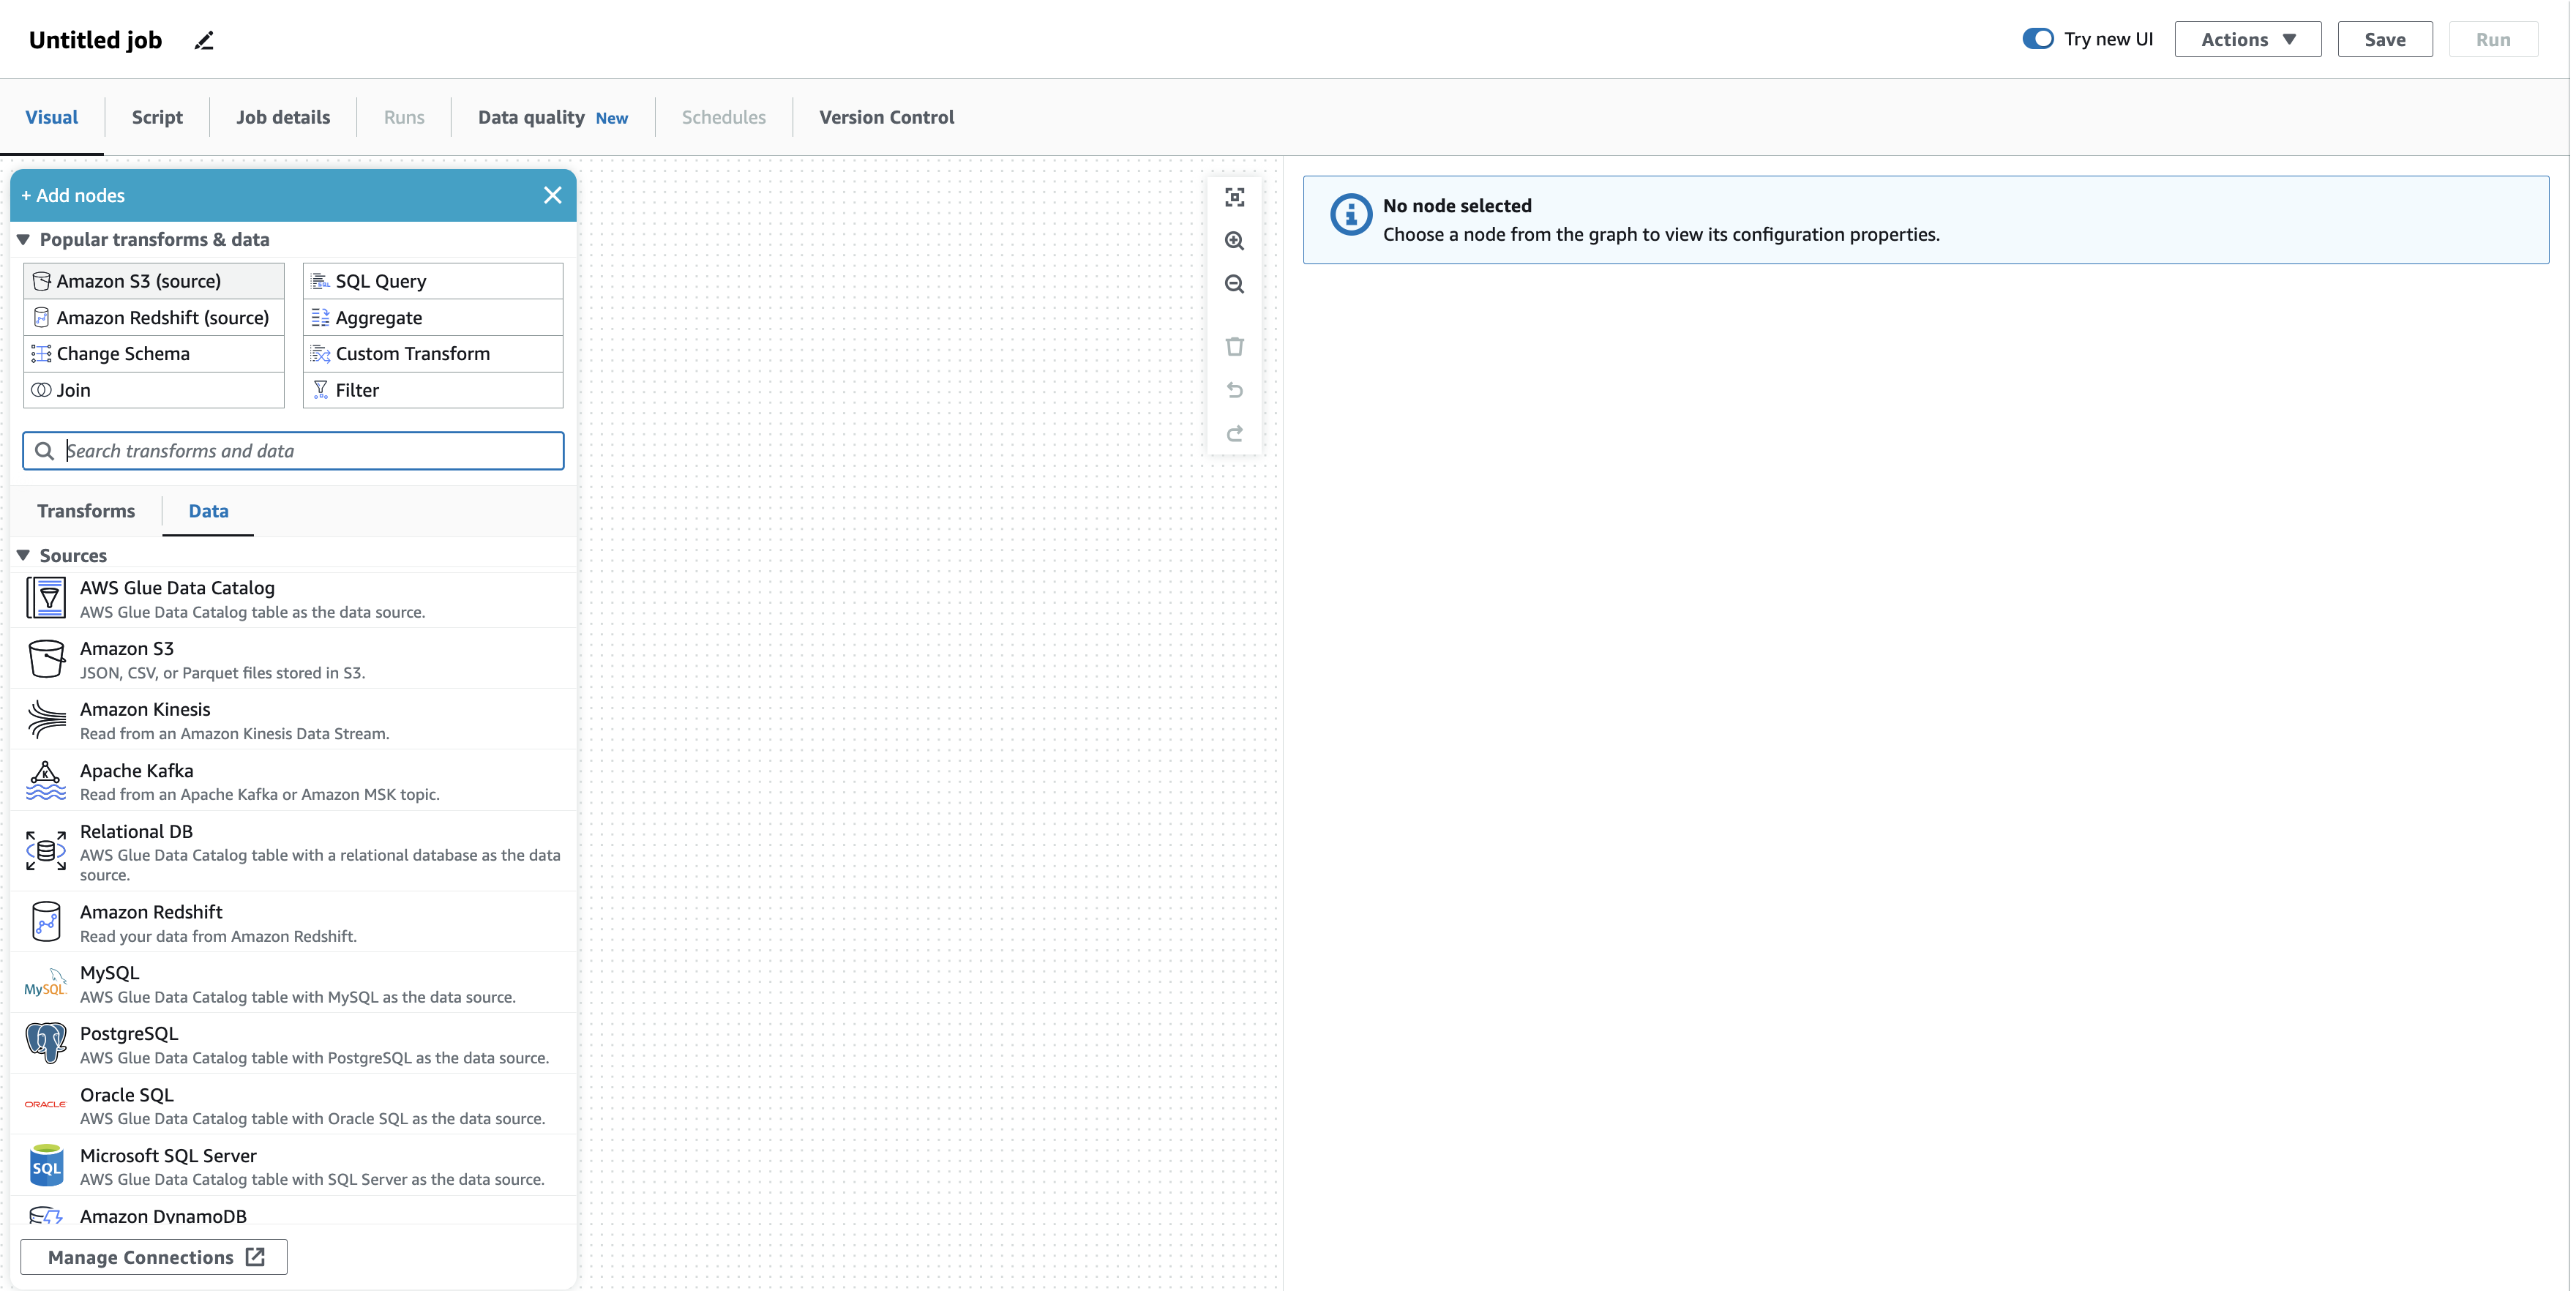 Untitled job
Try new UI
Actions
Save
Run
Visual
Script
Job details
Runs
Data quality New
Schedules
Version Control
+ Add nodes
Popular transforms & data
Amazon S3 (source)
SQL Query
Amazon Redshift (source)
Aggregate
Change Schema
Custom Transform
Join
Filter
Search transforms and data
Transforms
Data
Sources
AWS Glue Data Catalog
AWS Glue Data Catalog table as the data source.
Amazon S3
JSON, CSV, or Parquet files stored in S3.
Amazon Kinesis
Read from an Amazon Kinesis Data Stream.
K
Apache Kafka
Read from an Apache Kafka or Amazon MSK topic.
Relational DB
AWS Glue Data Catalog table with a relational database as the data
source.
Amazon Redshift
Read your data from Amazon Redshift.
MySQL
MySQL
AWS Glue Data Catalog table with MySQL as the data source.
PostgreSQL
AWS Glue Data Catalog table with PostgreSQL as the data source.
ORACLE
Oracle SQL
AWS Glue Data Catalog table with Oracle SQL as the data source.
SQL
Microsoft SQL Server
AWS Glue Data Catalog table with SQL Server as the data source.
Amazon DynamoDB
Manage Connections
No node selected
Choose a node from the graph to view its configuration properties.